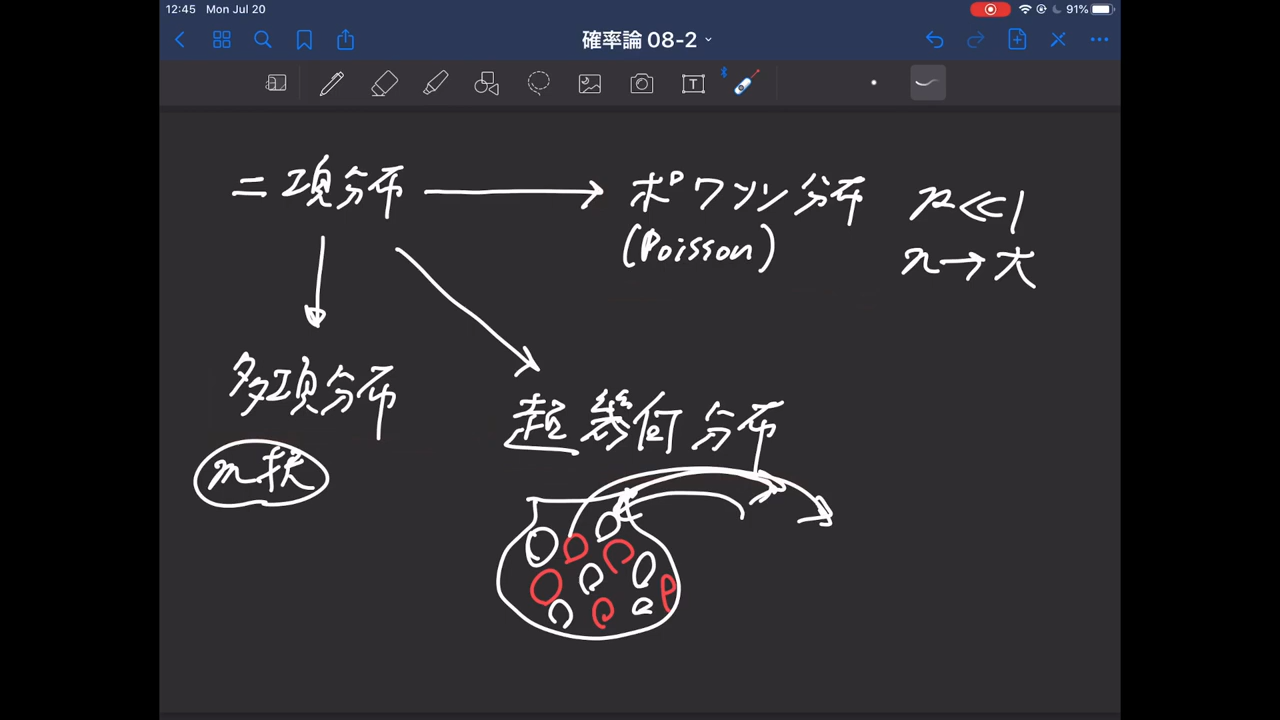 12:45 Mon Jul 20
91%
確率論 08-2
T
二項分布
ポワソン分布
(Poisson)
p≪1
n→大
多項分布
m択
超幾何分布